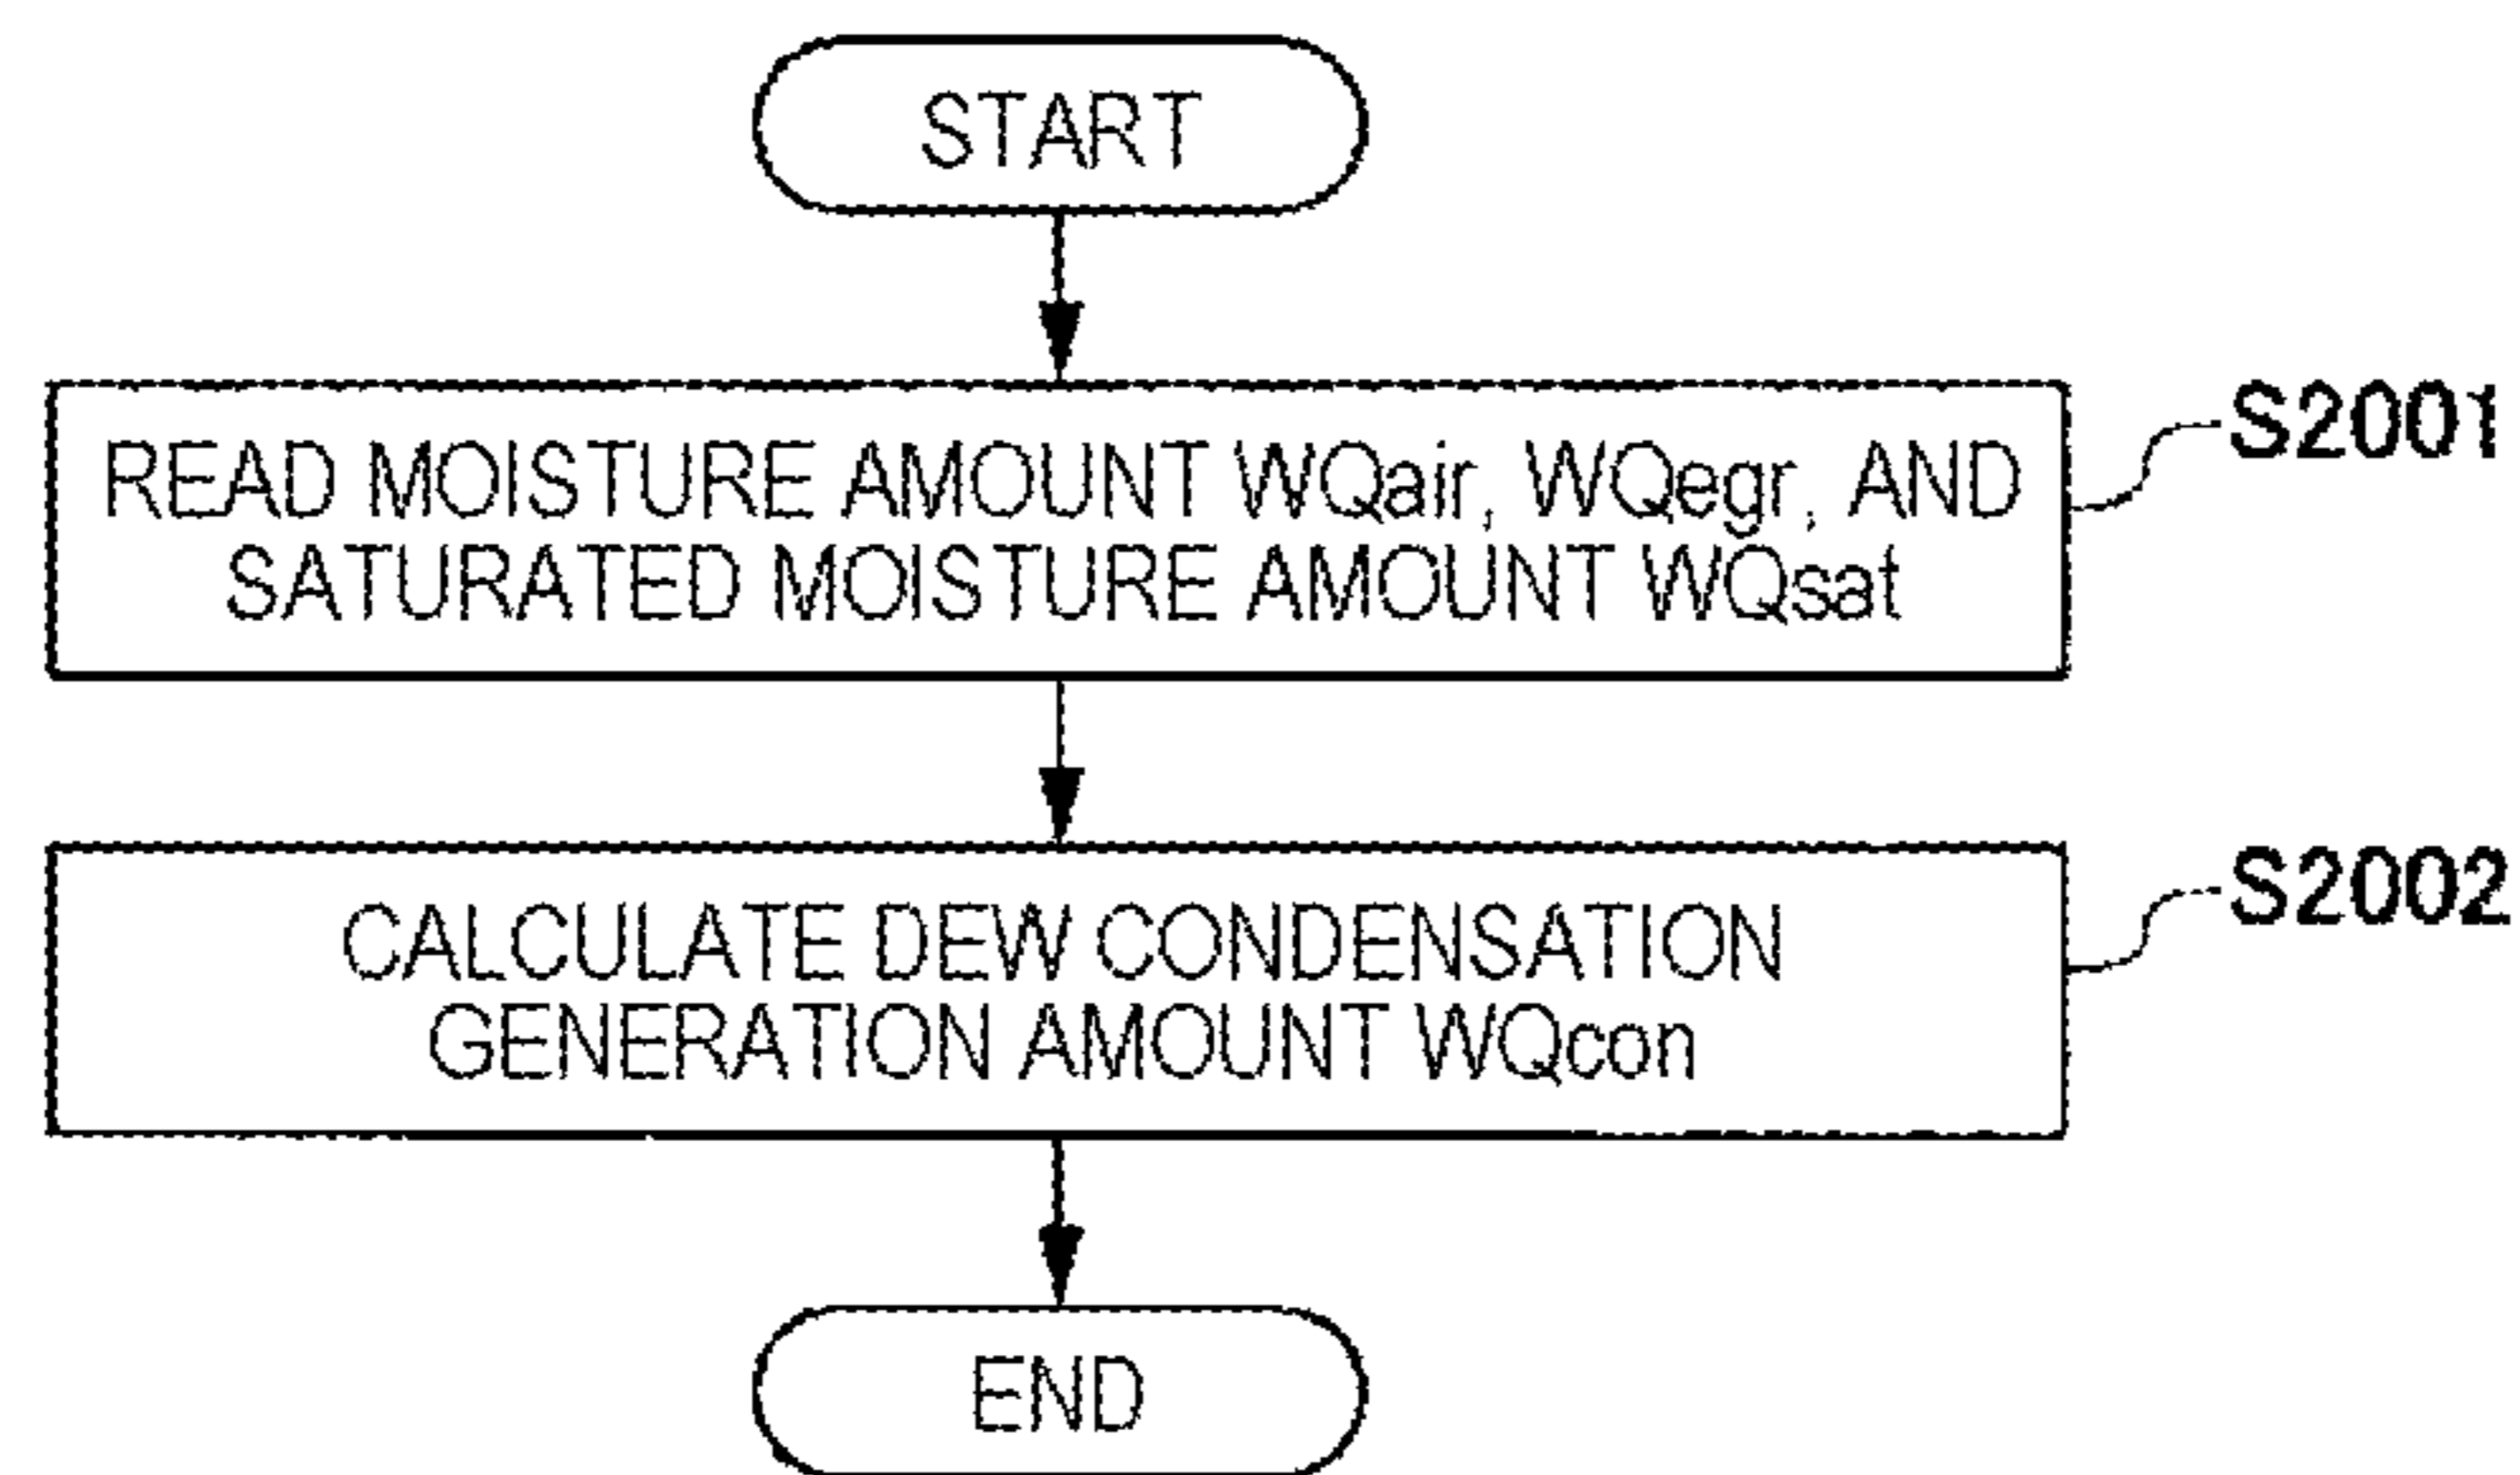 START
READ MOISTURE AMOUNT WQair, WQegr, AND
SATURATED MOISTURE AMOUNT WQsat
S2001
CALCULATE DEW CONDENSATION
GENERATION AMOUNT WQcon
S2002
END